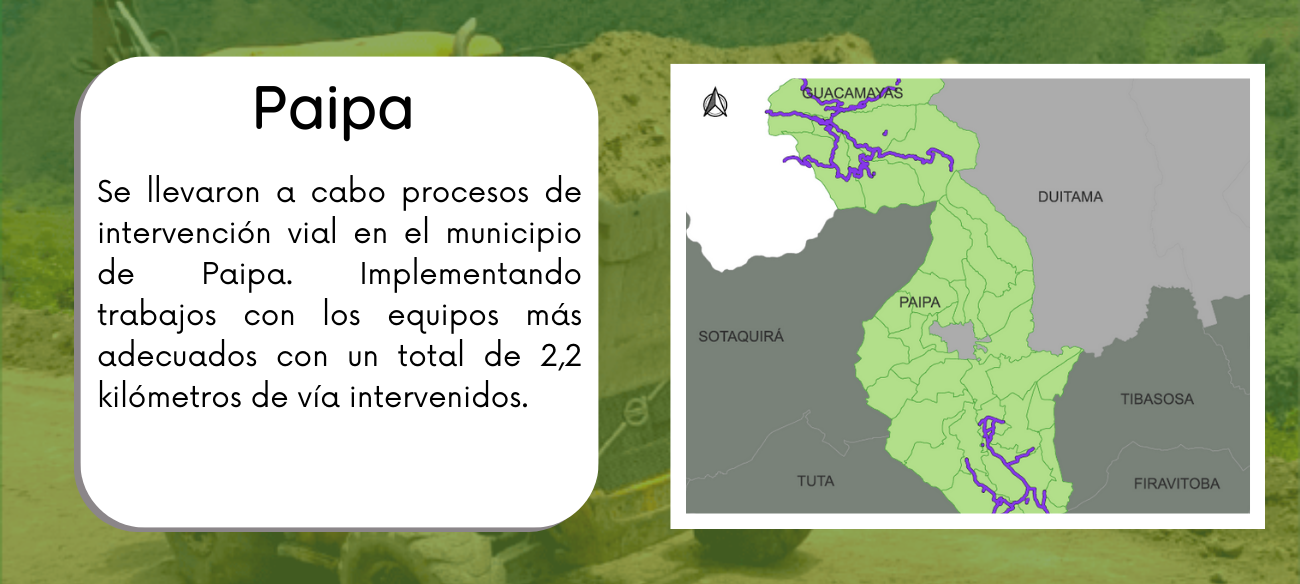 Paipa
Se llevaron a cabo procesos de
intervención vial en el municipio
de Paipa. Implementando
trabajos con los equipos más
adecuados con un total de 2,2
kilómetros de vía intervenidos.
GUACAMAYAS
DUITAMA
PAIPA
SOTAQUIRÁ
TIBASOSA
TUTA
FIRAVITOBA